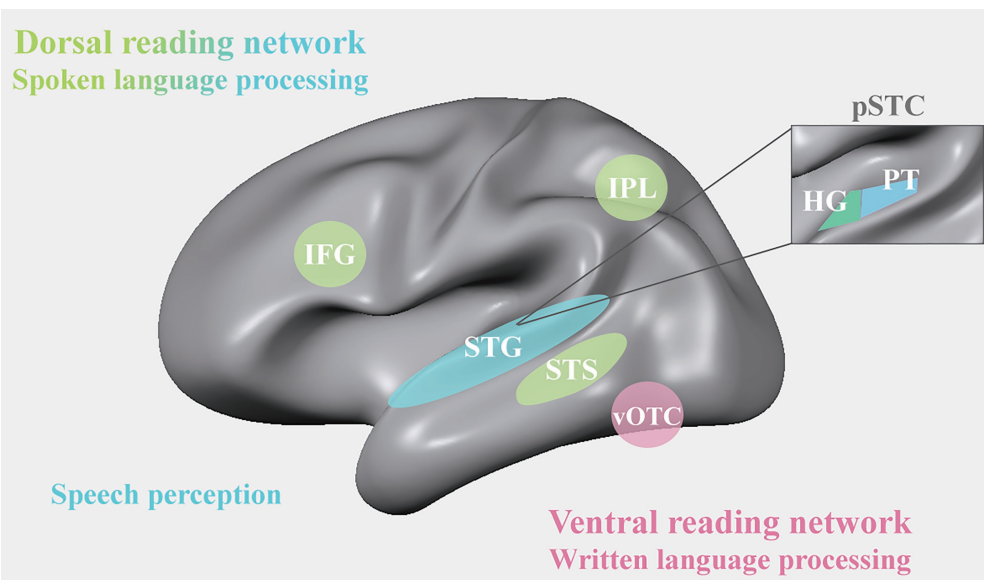 Dorsal reading network
Spoken language processing
pSTC
PT
HG
IPL
IFG
STG
STS
vOTC
Speech perception
Ventral reading network
Written language processing